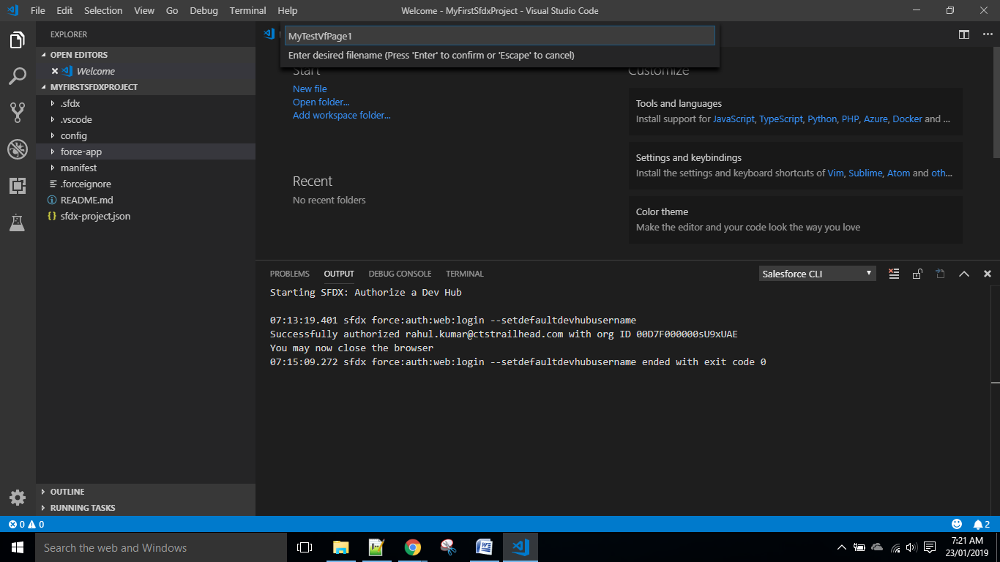 File Edit Selection View Go Debug Terminal Help
Welcome - MyFirstSfdxProject - Visual Studio Code
EXPLORER
OPEN EDITORS
Welcome
MYFIRSTSFDXPROJECT
.sfdx
.vscode
config
force-app
manifest
.forceignore
README.md
sfdx-project.json
OUTLINE
RUNNING TASKS
MyTestVfPage1
Enter desired filename (Press 'Enter' to confirm or 'Escape' to cancel)
Start
New file
Open folder...
Add workspace folder...
Recent
No recent folders
Customize
Tools and languages
Install support for JavaScript, TypeScript, Python, PHP, Azure, Docker and ...
Settings and keybindings
Install the settings and keyboard shortcuts of Vim, Sublime, Atom and oth...
Color theme
Make the editor and your code look the way you love
PROBLEMS OUTPUT DEBUG CONSOLE TERMINAL
Salesforce CLI
Starting SFDX: Authorize a Dev Hub
07:13:19.401 sfdx force:auth:web:login --setdefaultdevhubusername
Successfully authorized rahul.kumar@ctstrailhead.com with org ID 00D7F000000sU9xUAE
You may now close the browser
07:15:09.272 sfdx force:auth:web:login --setdefaultdevhubusername ended with exit code 0
0 0
2
Search the web and Windows
7:21 AM
23/01/2019